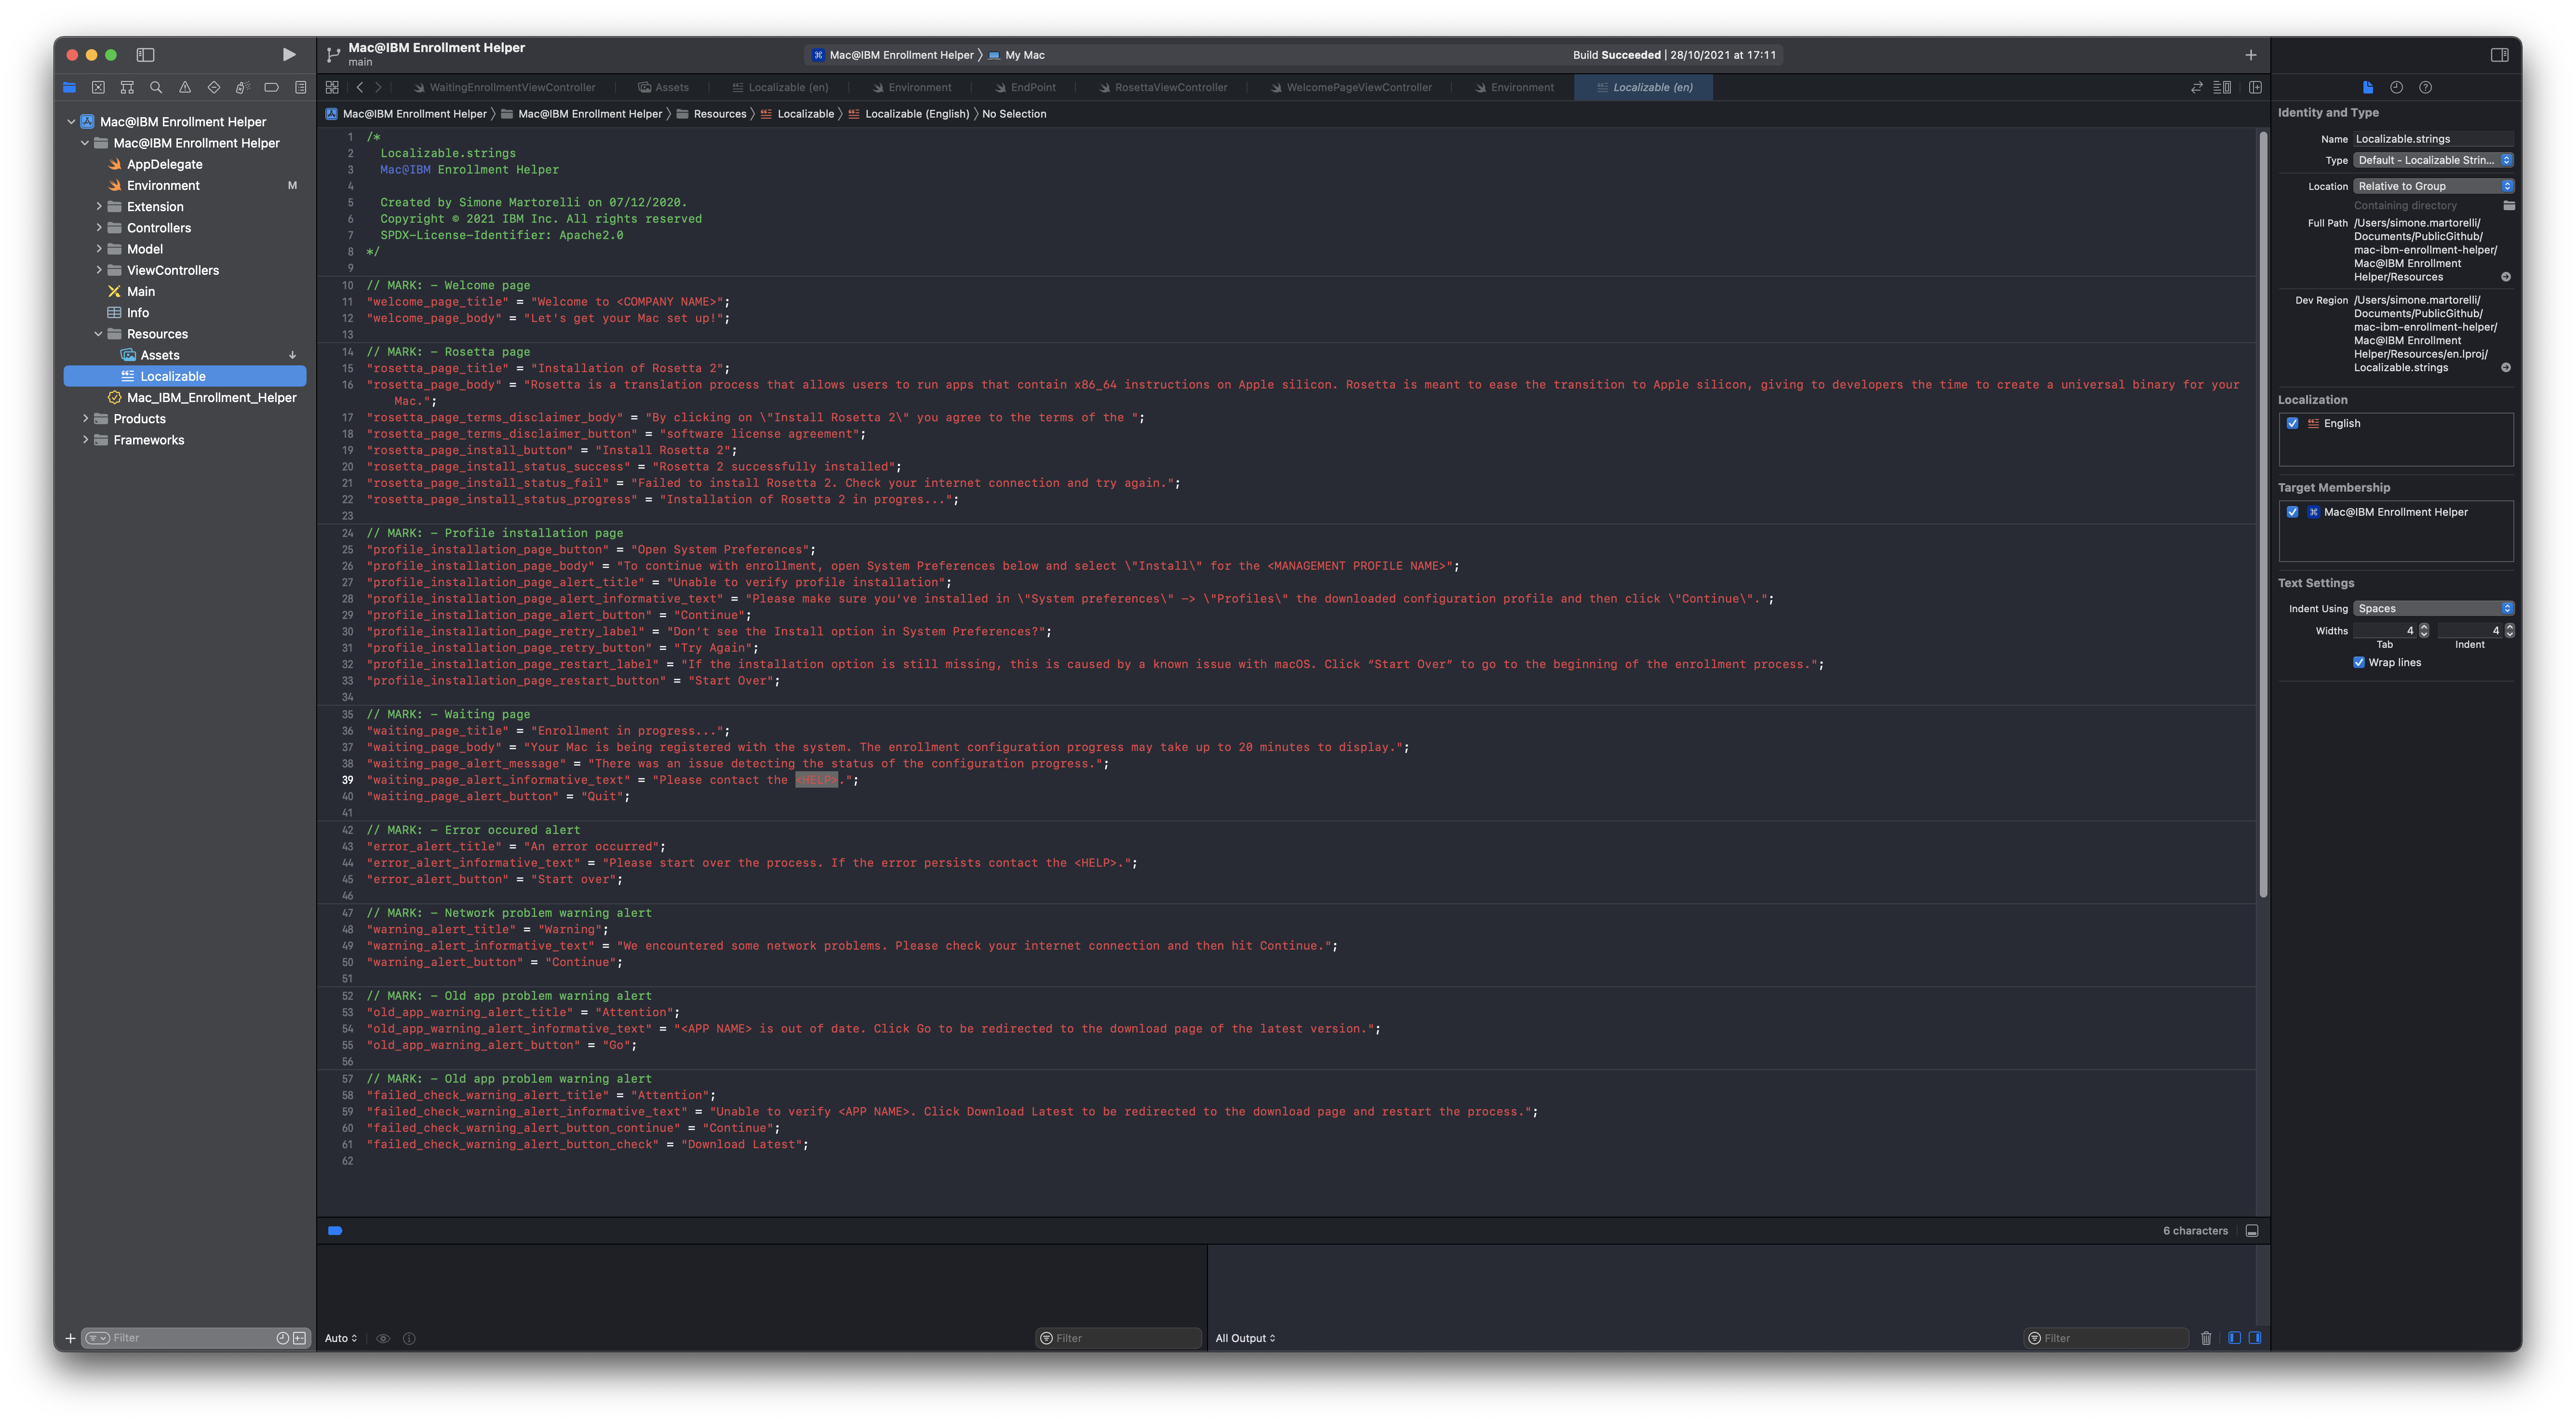 Mac@IBM Enrollment Helper
main
Mac@IBM Enrollment Helper
My Mac
Build Succeeded | 28/10/2021 at 17:11
WaitingEnrollmentViewController
Assets
Localizable (en)
Environment
EndPoint
RosettaViewController
WelcomePageViewController
Environment
Localizable (en)
Mac@IBM Enrollment Helper
Mac@IBM Enrollment Helper
Resources
Localizable
Localizable (English)
No Selection
Mac@IBM Enrollment Helper
Mac@IBM Enrollment Helper
AppDelegate
Environment M
Extension
Controllers
Model
ViewControllers
Main
Info
Resources
Assets
Localizable
Mac_IBM_Enrollment_Helper
Products
Frameworks
Filter
1 /*
2 Localizable.strings
3 Mac@IBM Enrollment Helper
4
5 Created by Simone Martorelli on 07/12/2020.
6 Copyright © 2021 IBM Inc. All rights reserved
7 SPDX-License-Identifier: Apache2.0
8 */
9
10 // MARK: - Welcome page
11 "welcome_page_title" = "Welcome to <COMPANY NAME>";
12 "welcome_page_body" = "Let's get your Mac set up!";
13
14 // MARK: - Rosetta page
15 "rosetta_page_title" = "Installation of Rosetta 2";
16 "rosetta_page_body" = "Rosetta is a translation process that allows users to run apps that contain x86_64 instructions on Apple silicon. Rosetta is meant to ease the transition to Apple silicon, giving to developers the time to create a universal binary for your
Mac.";
17 "rosetta_page_terms_disclaimer_body" = "By clicking on \"Install Rosetta 2\" you agree to the terms of the ";
18 "rosetta_page_terms_disclaimer_button" = "software license agreement";
19 "rosetta_page_install_button" = "Install Rosetta 2";
20 "rosetta_page_install_status_success" = "Rosetta 2 successfully installed";
21 "rosetta_page_install_status_fail" = "Failed to install Rosetta 2. Check your internet connection and try again.";
22 "rosetta_page_install_status_progress" = "Installation of Rosetta 2 in progres...";
23
24 // MARK: - Profile installation page
25 "profile_installation_page_button" = "Open System Preferences";
26 "profile_installation_page_body" = "To continue with enrollment, open System Preferences below and select \"Install\" for the <MANAGEMENT PROFILE NAME>";
27 "profile_installation_page_alert_title" = "Unable to verify profile installation";
28 "profile_installation_page_alert_informative_text" = "Please make sure you've installed in \"System preferences\" -> \"Profiles\" the downloaded configuration profile and then click \"Continue\".";
29 "profile_installation_page_alert_button" = "Continue";
30 "profile_installation_page_retry_label" = "Don't see the Install option in System Preferences?";
31 "profile_installation_page_retry_button" = "Try Again";
32 "profile_installation_page_restart_label" = "If the installation option is still missing, this is caused by a known issue with macOS. Click “Start Over” to go to the beginning of the enrollment process.";
33 "profile_installation_page_restart_button" = "Start Over";
34
35 // MARK: - Waiting page
36 "waiting_page_title" = "Enrollment in progress...";
37 "waiting_page_body" = "Your Mac is being registered with the system. The enrollment configuration progress may take up to 20 minutes to display.";
38 "waiting_page_alert_message" = "There was an issue detecting the status of the configuration progress.";
39 "waiting_page_alert_informative_text" = "Please contact the <HELP>.";
40 "waiting_page_alert_button" = "Quit";
41
42 // MARK: - Error occured alert
43 "error_alert_title" = "An error occurred";
44 "error_alert_informative_text" = "Please start over the process. If the error persists contact the <HELP>.";
45 "error_alert_button" = "Start over";
46
47 // MARK: - Network problem warning alert
48 "warning_alert_title" = "Warning";
49 "warning_alert_informative_text" = "We encountered some network problems. Please check your internet connection and then hit Continue.";
50 "warning_alert_button" = "Continue";
51
52 // MARK: - Old app problem warning alert
53 "old_app_warning_alert_title" = "Attention";
54 "old_app_warning_alert_informative_text" = "<APP NAME> is out of date. Click Go to be redirected to the download page of the latest version.";
55 "old_app_warning_alert_button" = "Go";
56
57 // MARK: - Old app problem warning alert
58 "failed_check_warning_alert_title" = "Attention";
59 "failed_check_warning_alert_informative_text" = "Unable to verify <APP NAME>. Click Download Latest to be redirected to the download page and restart the process.";
60 "failed_check_warning_alert_button_continue" = "Continue";
61 "failed_check_warning_alert_button_check" = "Download Latest";
62
6 characters
Auto
Filter
All Output
Filter
Identity and Type
Name Localizable.strings
Type Default - Localizable Strin...
Location Relative to Group
Containing directory
Full Path /Users/simone.martorelli/
Documents/PublicGithub/
mac-ibm-enrollment-helper/
Mac@IBM Enrollment
Helper/Resources
Dev Region /Users/simone.martorelli/
Documents/PublicGithub/
mac-ibm-enrollment-helper/
Mac@IBM Enrollment
Helper/Resources/en.lproj/
Localizable.strings
Localization
English
Target Membership
Mac@IBM Enrollment Helper
Text Settings
Indent Using Spaces
Widths 4 4
Tab Indent
Wrap lines